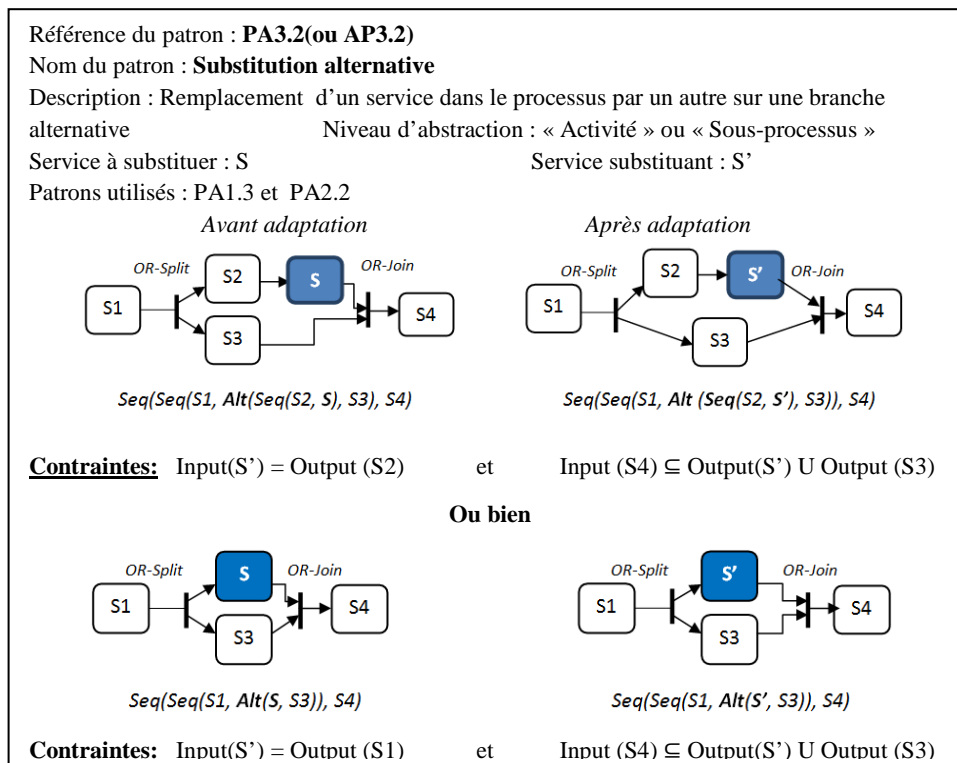 Référence du patron : PA3.2(ou AP3.2)
Nom du patron : Substitution alternative
Description : Remplacement d'un service dans le processus par un autre sur une branche
alternative Niveau d'abstraction : « Activité » ou « Sous-processus »
Service à substituer : S Service substituant : S'
Patrons utilisés : PA1.3 et PA2.2
Avant adaptation Après adaptation
OR-Split S2 S OR-Join OR-Split S2 S' OR-Join
S1 S4 S1 S4
S3 S3
Seq(Seq(S1, Alt(Seq(S2, S), S3), S4) Seq(Seq(S1, Alt (Seq(S2, S'), S3)), S4)
Contraintes: Input(S') = Output (S2) et Input (S4) ⊆ Output(S') U Output (S3)
Ou bien
OR-Split S OR-Join OR-Split S' OR-Join
S1 S4 S1 S4
S3 S3
Seq(Seq(S1, Alt(S, S3)), S4) Seq(Seq(S1, Alt(S', S3)), S4)
Contraintes: Input(S') = Output (S1) et Input (S4) ⊆ Output(S') U Output (S3)